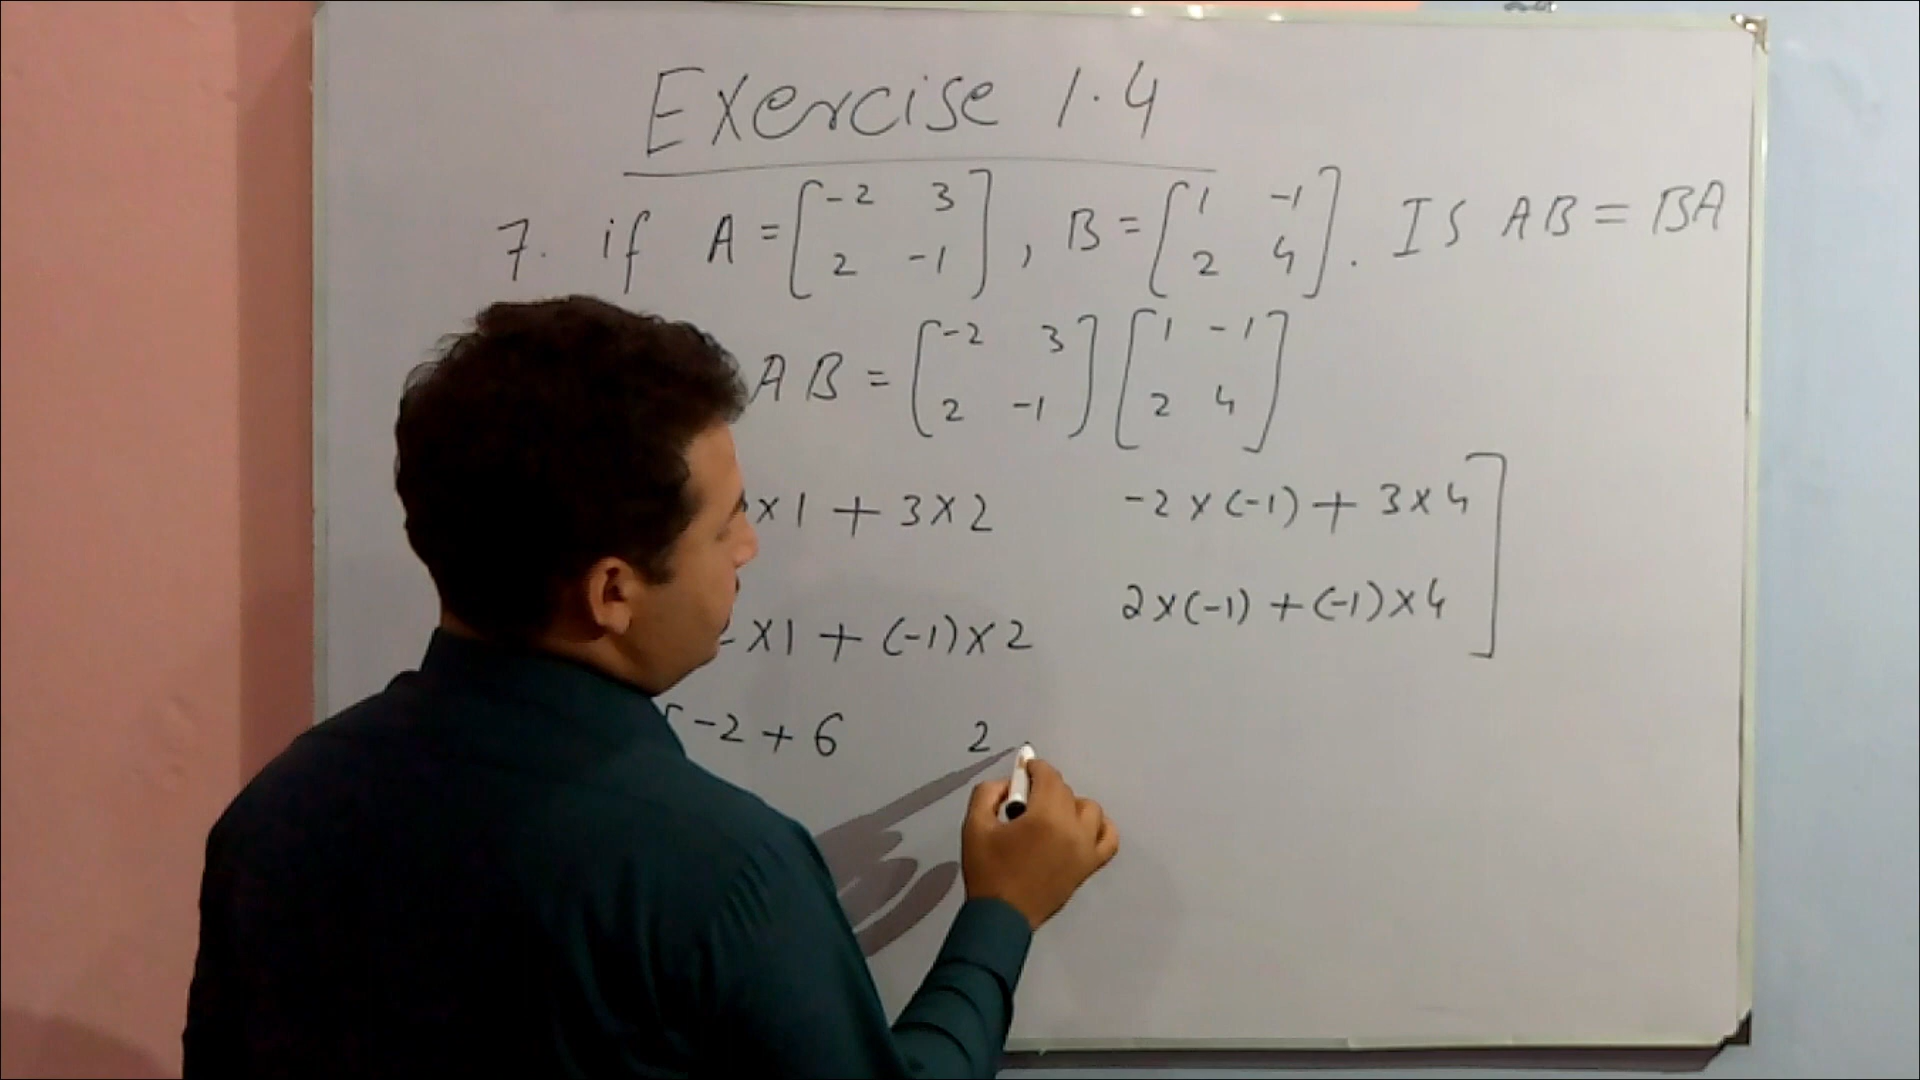 Exercise 1.4
7. if A = [-2 3 2 -1], B = [1 -1 2 4]. IS AB = BA
AB = [-2 3 2 -1] [1 -1 2 4]
x1 + 3x2 -2x(-1) + 3x4]
x1 + (-1)x2 2x(-1) + (-1)x4
[-2 + 6 2